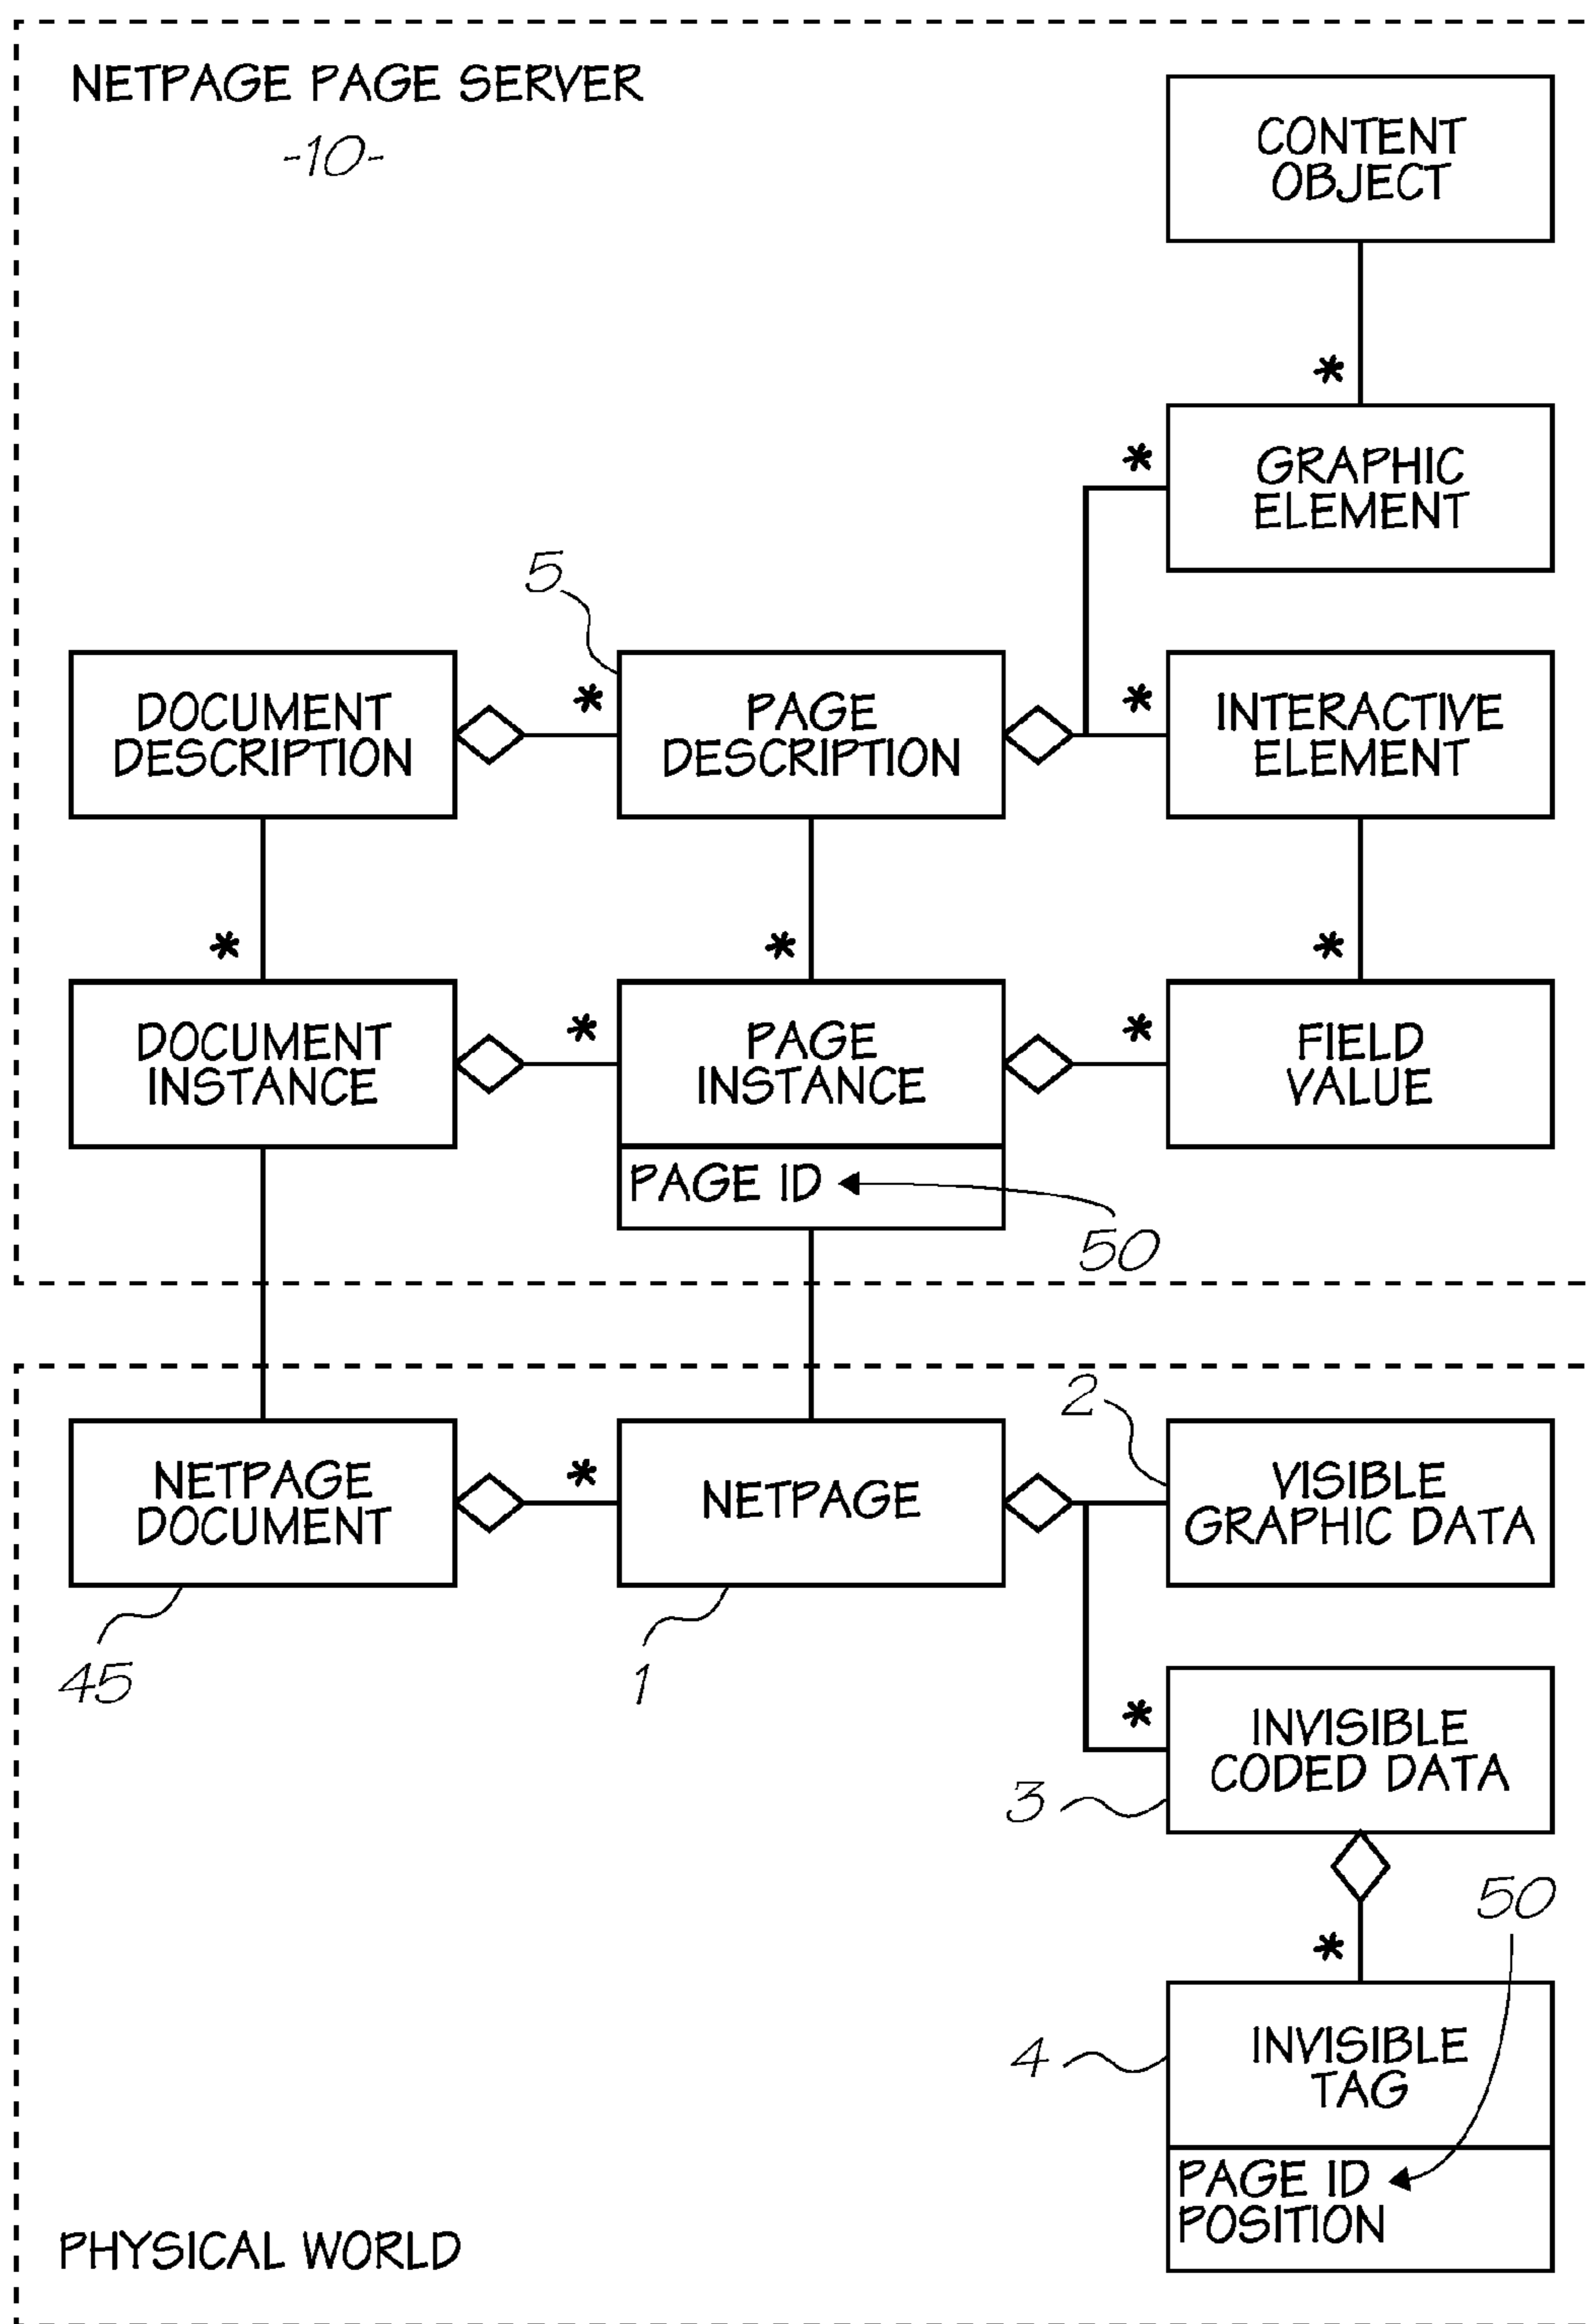 NETPAGE PAGE SERVER
-10-
CONTENT
OBJECT
*
*
GRAPHIC
ELEMENT
5
DOCUMENT
DESCRIPTION
*
PAGE
DESCRIPTION
*
INTERACTIVE
ELEMENT
*
*
*
DOCUMENT
INSTANCE
*
PAGE
INSTANCE
*
FIELD
VALUE
PAGE ID
50
2
NETPAGE
DOCUMENT
*
NETPAGE
VISIBLE
GRAPHIC DATA
45
1
*
INVISIBLE
CODED DATA
3
50
*
4
INVISIBLE
TAG
PAGE ID
POSITION
PHYSICAL WORLD